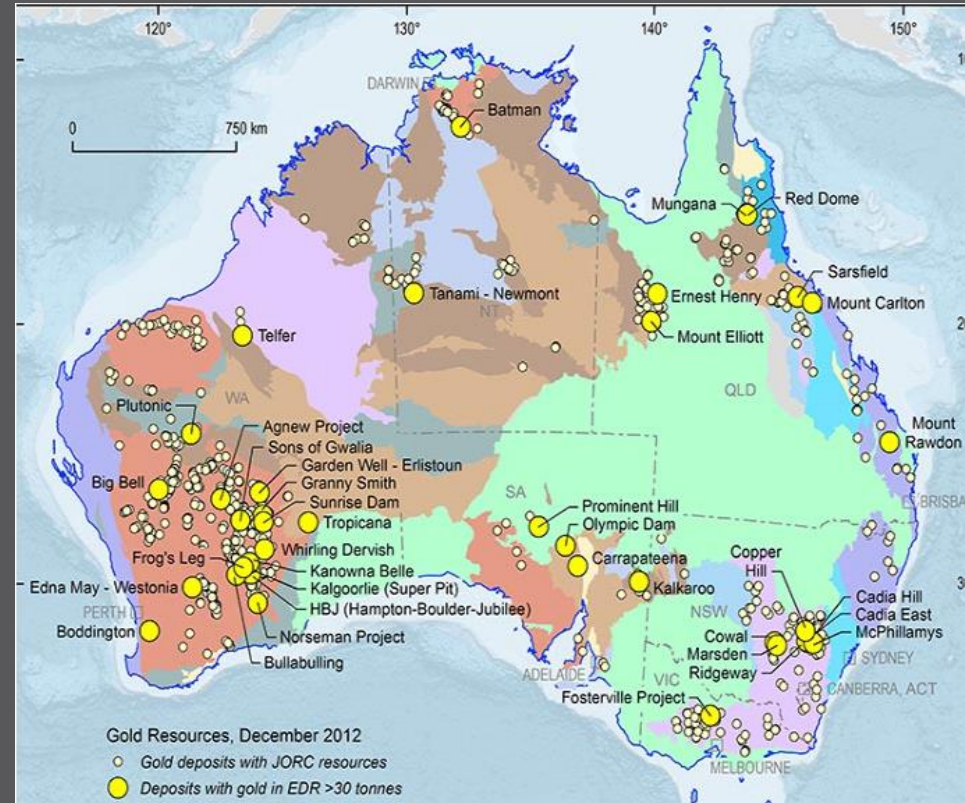 120°
130°
140°
150°
DARWIN
Batman
0
750 km
Mungana
Red Dome
Sarsfield
Ernest Henry
Mount Carlton
Tanami - Newmont
NT
Mount Elliott
Telfer
WA
QLD
Plutonic
Mount
Rawdon
Agnew Project
Sons of Gwalia
Garden Well - Erlistoun
Granny Smith
Big Bell
Sunrise Dam
SA
Prominent Hill
BRISBA
Tropicana
Olympic Dam
Frog's Leg
Whirling Dervish
Carrapateena
Copper
Hill
Kanowna Belle
Kalkaroo
Edna May - Westonia
Kalgoorlie (Super Pit)
Cadia Hill
HBJ (Hampton-Boulder-Jubilee)
NSW
Cadia East
PERTH
McPhillamys
Boddington
Norseman Project
Cowal
Marsden
SYDNEY
Bullabulling
Ridgeway
ADELAIDE
VIC
CANBERRA, ACT
Fosterville Project
Gold Resources, December 2012
Gold deposits with JORC resources
MELBOURNE
Deposits with gold in EDR >30 tonnes